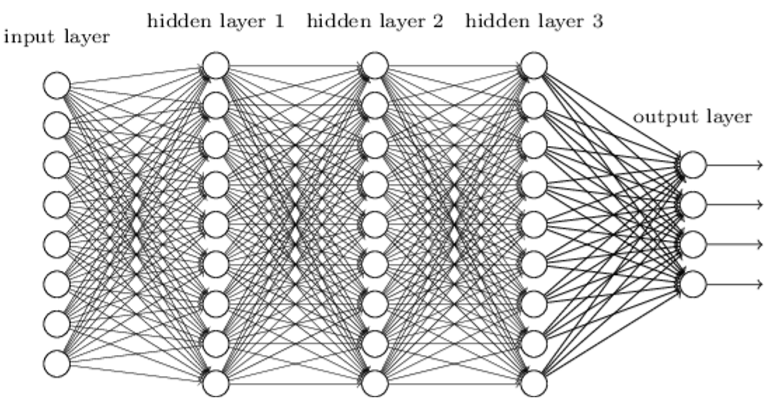 input layer
hidden layer 1
hidden layer 2
hidden layer 3
output layer